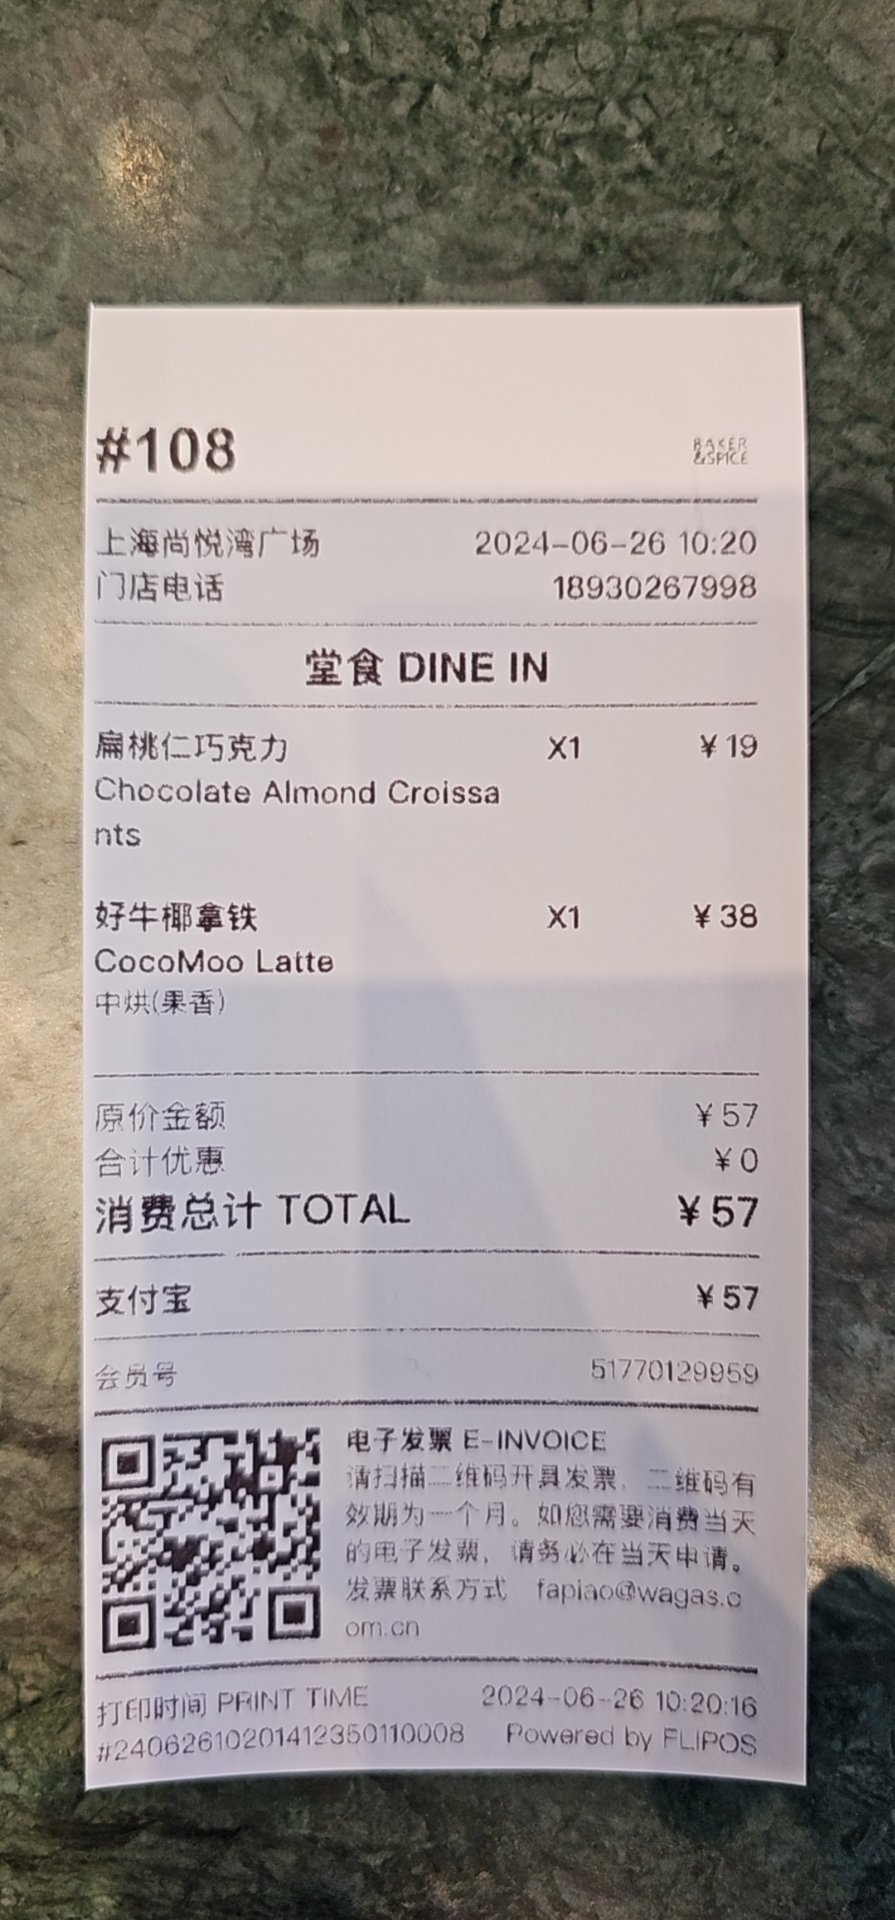 #108
BAKER
&SPICE
上海尚悦湾广场 2024-06-26 10:20
门店电话 18930267998
堂食 DINE IN
扁桃仁巧克力 X1 ¥19
Chocolate Almond Croissa
nts
好牛椰拿铁 X1 ¥38
CocoMoo Latte
中烘(果香)
原价金额 ¥57
合计优惠 ¥0
消费总计 TOTAL ¥57
支付宝 ¥57
会员号 51770129959
电子发票 E-INVOICE
请扫描二维码开具发票，二维码有
效期为一个月。如您需要消费当天
的电子发票，请务必在当天申请。
发票联系方式 fapiao@wagas.c
om.cn
打印时间 PRINT TIME 2024-06-26 10:20:16
#24062610201412350110008 Powered by FLIPOS